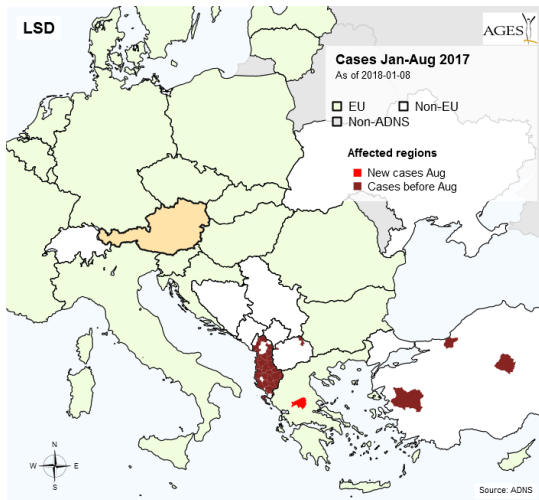 LSD
AGES
Cases Jan-Aug 2017
As of 2018-01-08
EU
Non-EU
Non-ADNS
Affected regions
New cases Aug
Cases before Aug
N
W E
S
Source: ADNS